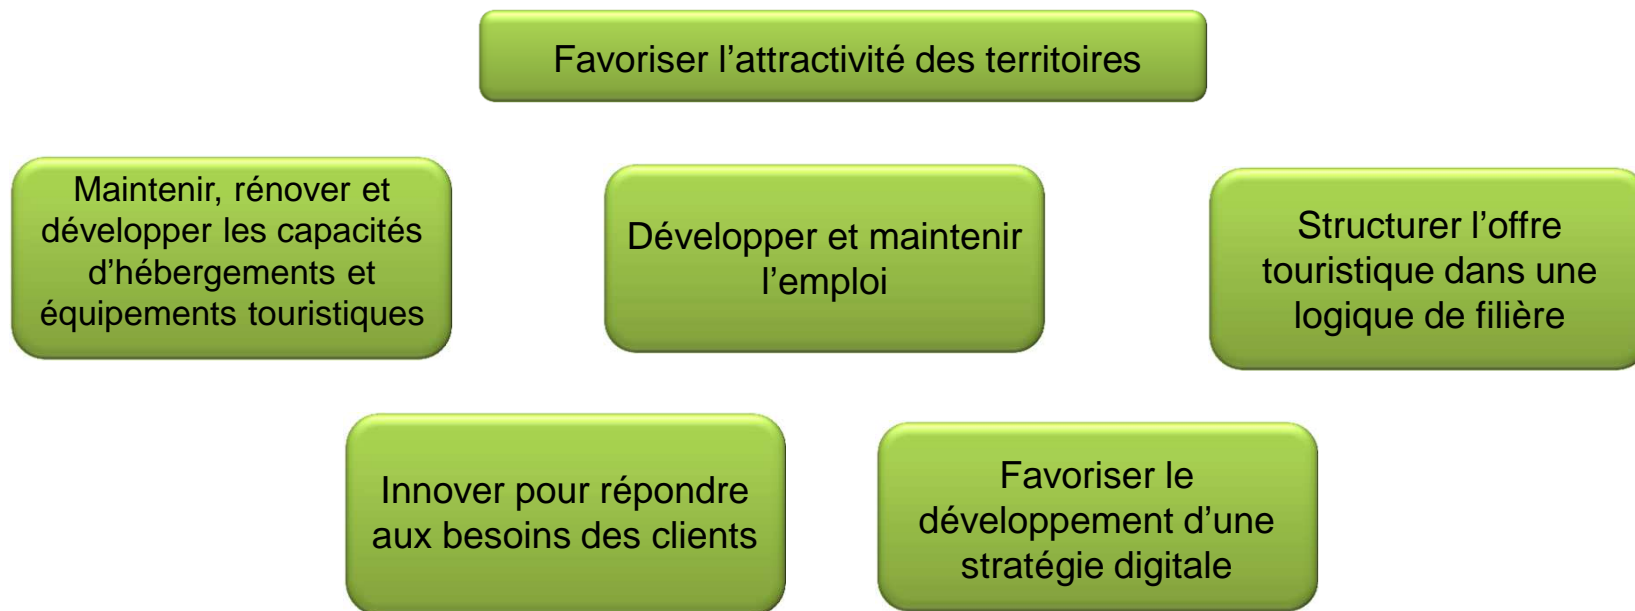 Favoriser l’attractivité des territoires
Maintenir, rénover et
développer les capacités
d’hébergements et
équipements touristiques
Développer et maintenir
l’emploi
Structurer l’offre
touristique dans une
logique de filière
Innover pour répondre
aux besoins des clients
Favoriser le
développement d’une
stratégie digitale